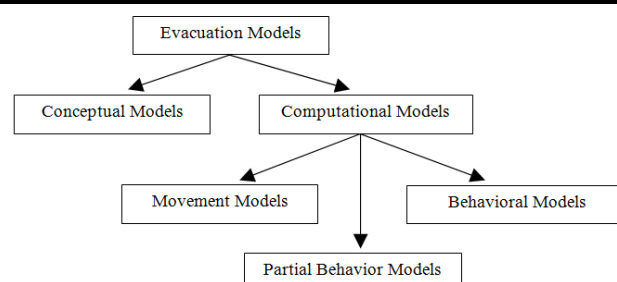 Evacuation Models
Conceptual Models
Computational Models
Movement Models
Behavioral Models
Partial Behavior Models